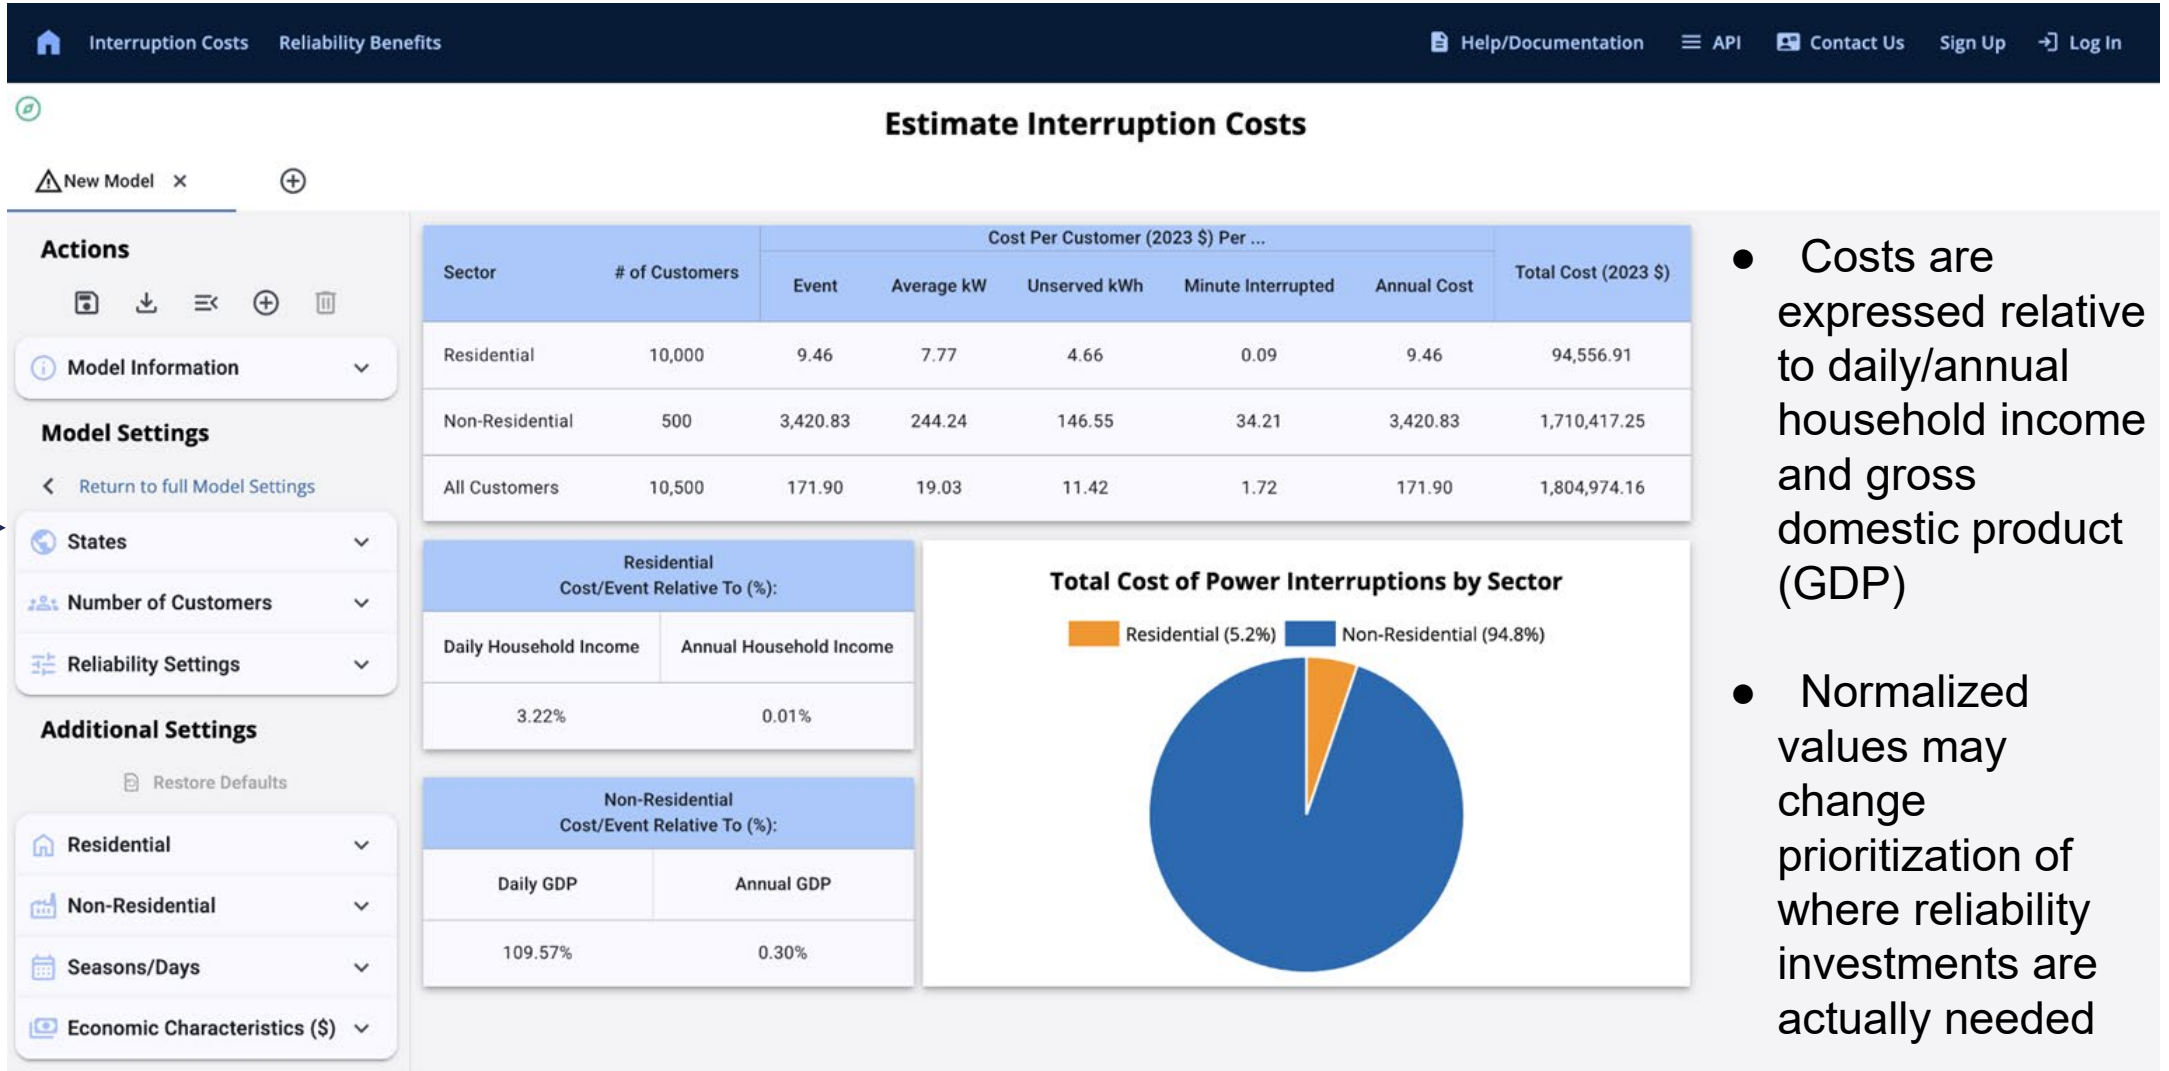 Interruption Costs Reliability Benefits Help/Documentation API Contact Us Sign Up Log In
Estimate Interruption Costs
New Model
Actions
Model Information
Model Settings
Return to full Model Settings
States
Number of Customers
Reliability Settings
Additional Settings
Restore Defaults
Residential
Non-Residential
Seasons/Days
Economic Characteristics ($)
Cost Per Customer (2023 $) Per ...
Sector # of Customers Event Average kW Unserved kWh Minute Interrupted Annual Cost Total Cost (2023 $)
Residential 10,000 9.46 7.77 4.66 0.09 9.46 94,556.91
Non-Residential 500 3,420.83 244.24 146.55 34.21 3,420.83 1,710,417.25
All Customers 10,500 171.90 19.03 11.42 1.72 171.90 1,804,974.16
Residential
Cost/Event Relative To (%):
Daily Household Income Annual Household Income
3.22% 0.01%
Non-Residential
Cost/Event Relative To (%):
Daily GDP Annual GDP
109.57% 0.30%
Total Cost of Power Interruptions by Sector
Residential (5.2%) Non-Residential (94.8%)
● Costs are
expressed relative
to daily/annual
household income
and gross
domestic product
(GDP)
● Normalized
values may
change
prioritization of
where reliability
investments are
actually needed